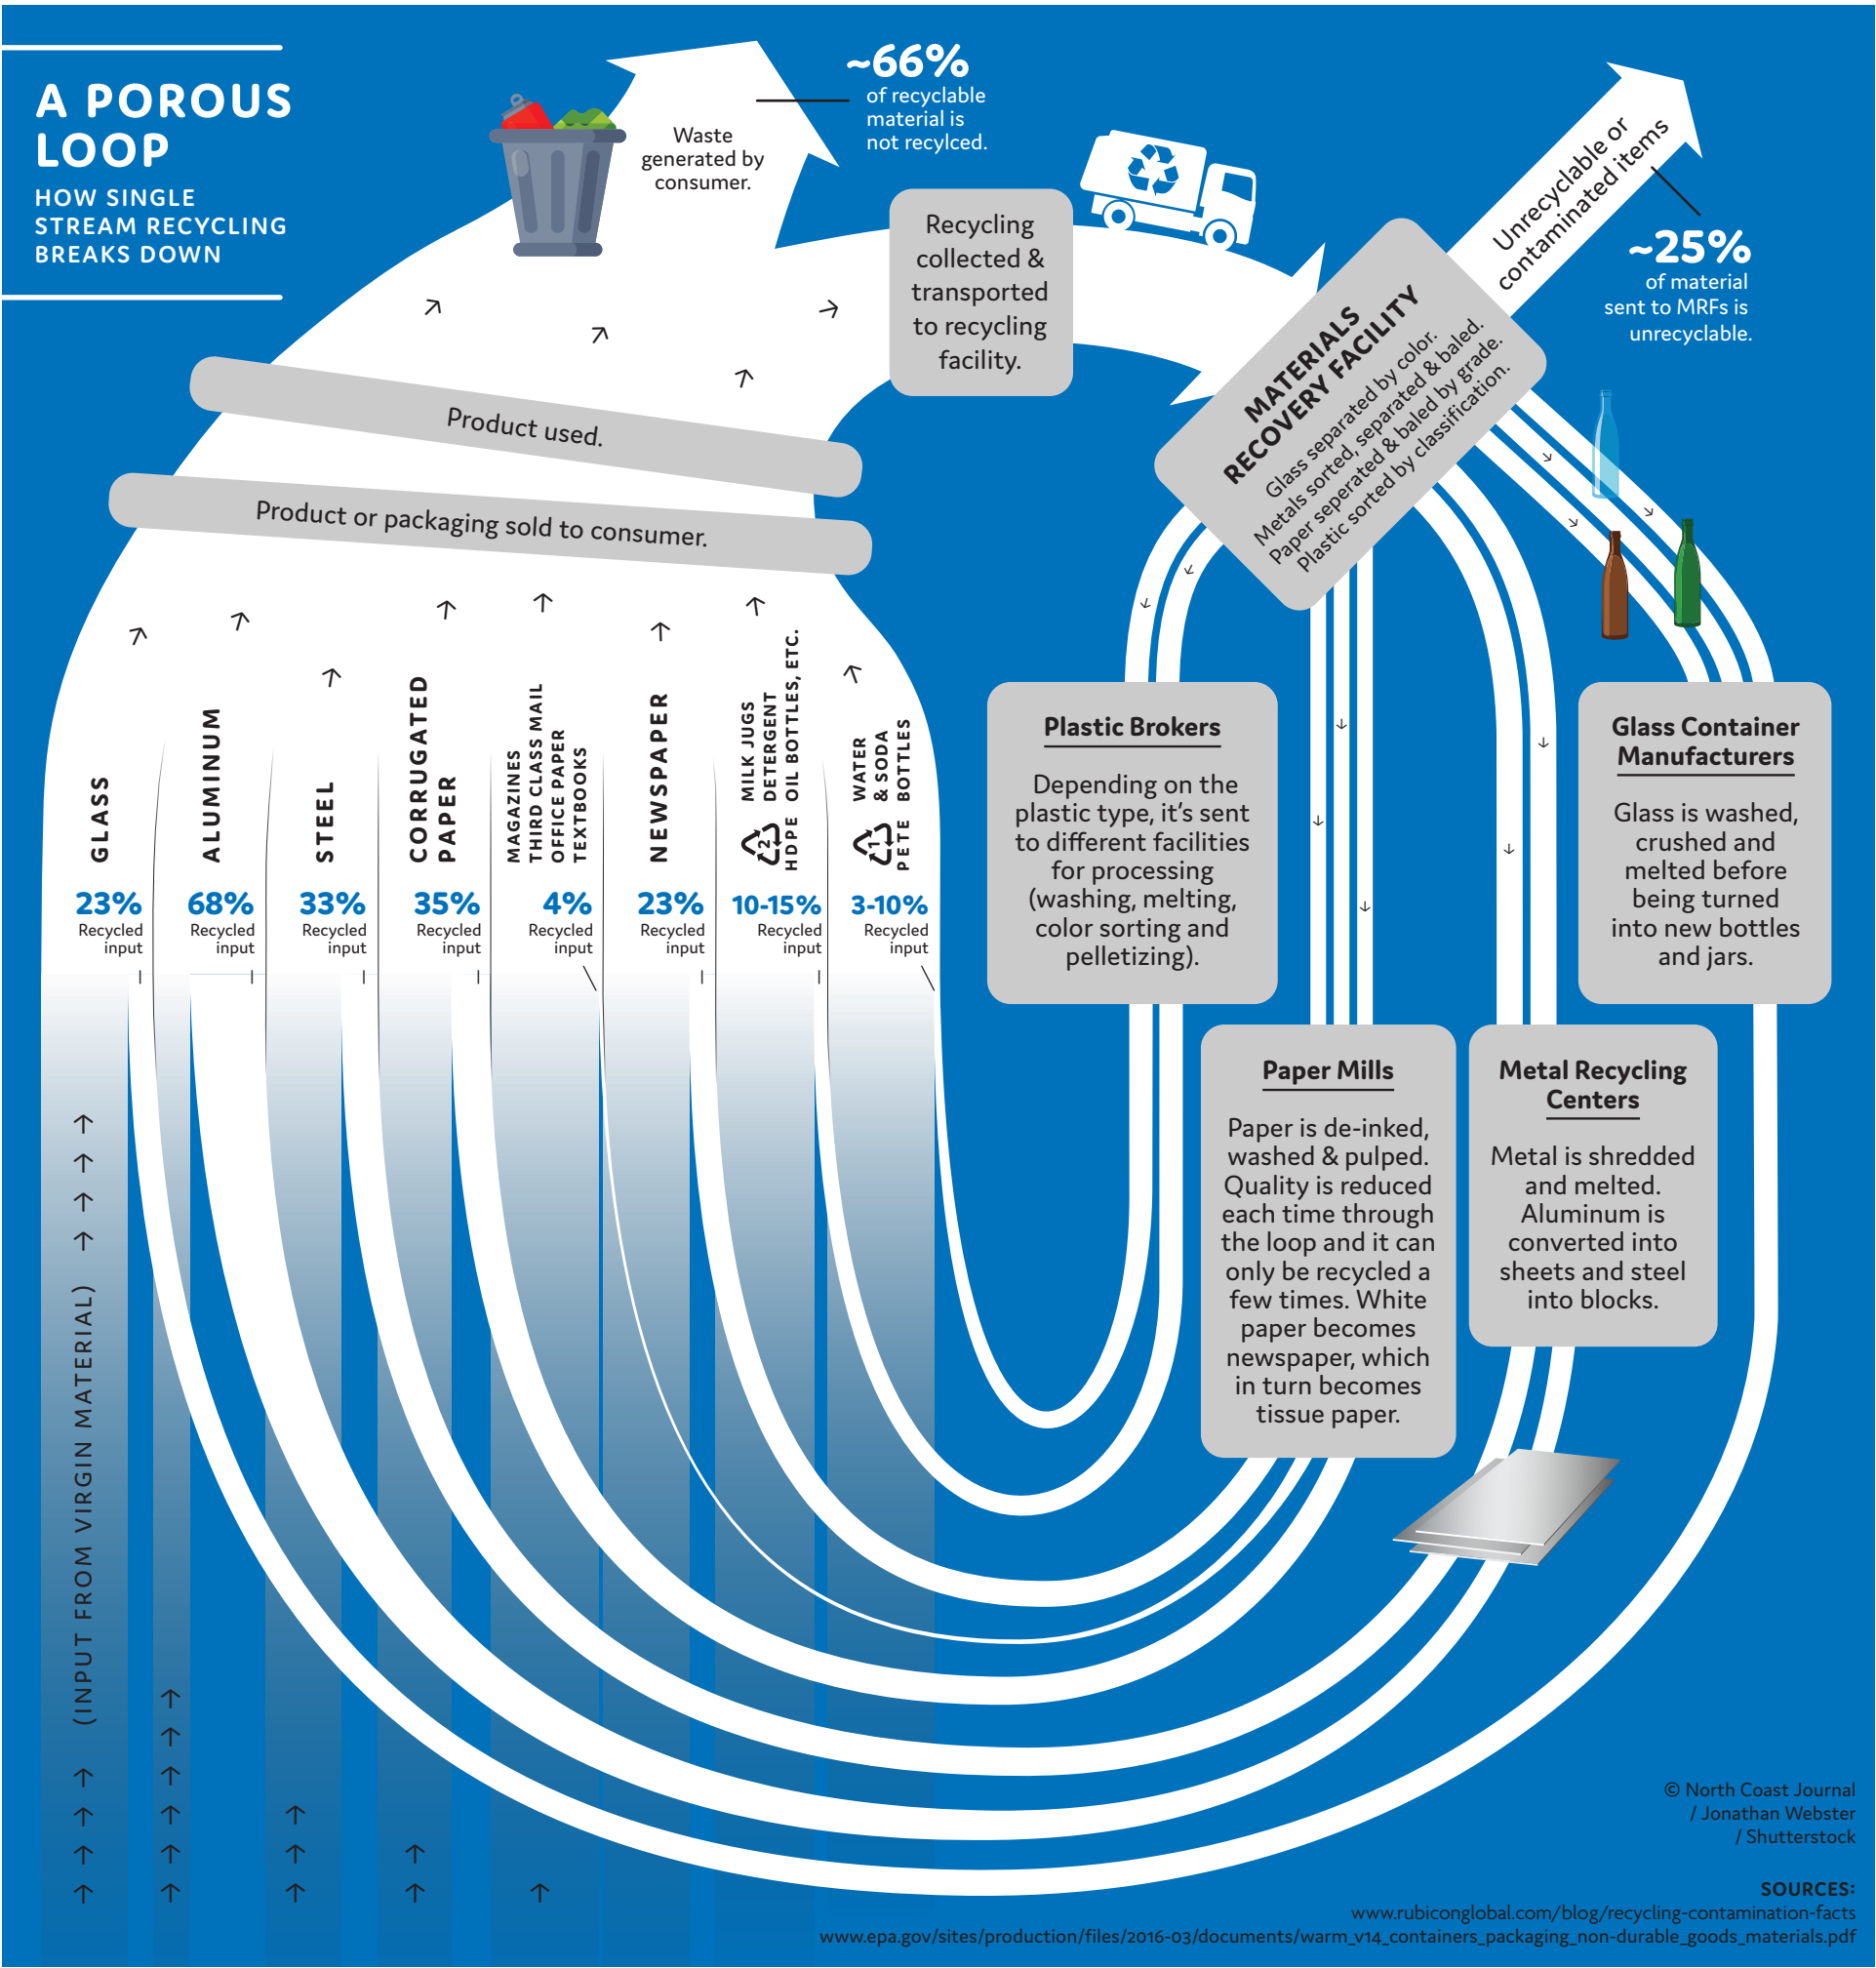 A POROUS
LOOP
HOW SINGLE
STREAM RECYCLING
BREAKS DOWN
Waste
generated by
consumer.
~66%
of recyclable
material is
not recylced.
Recycling
collected &
transported
to recycling
facility.
Unrecyclable or
contaminated items
~25%
of material
sent to MRFs is
unrecyclable.
MATERIALS
RECOVERY FACILITY
Glass separated by color.
Metals sorted, separated & baled.
Paper seperated & baled by grade.
Plastic sorted by classification.
Product used.
Product or packaging sold to consumer.
GLASS
23%
Recycled
input
ALUMINUM
68%
Recycled
input
STEEL
33%
Recycled
input
CORRUGATED
PAPER
35%
Recycled
input
MAGAZINES
THIRD CLASS MAIL
OFFICE PAPER
TEXTBOOKS
4%
Recycled
input
NEWSPAPER
23%
Recycled
input
MILK JUGS
DETERGENT
OIL BOTTLES, ETC.
2
HDPE
10-15%
Recycled
input
WATER
& SODA
BOTTLES
1
PETE
3-10%
Recycled
input
(INPUT FROM VIRGIN MATERIAL)
Plastic Brokers
Depending on the
plastic type, it's sent
to different facilities
for processing
(washing, melting,
color sorting and
pelletizing).
Glass Container
Manufacturers
Glass is washed,
crushed and
melted before
being turned
into new bottles
and jars.
Paper Mills
Paper is de-inked,
washed & pulped.
Quality is reduced
each time through
the loop and it can
only be recycled a
few times. White
paper becomes
newspaper, which
in turn becomes
tissue paper.
Metal Recycling
Centers
Metal is shredded
and melted.
Aluminum is
converted into
sheets and steel
into blocks.
© North Coast Journal
/ Jonathan Webster
/ Shutterstock
SOURCES:
www.rubiconglobal.com/blog/recycling-contamination-facts
www.epa.gov/sites/production/files/2016-03/documents/warm_v14_containers_packaging_non-durable_goods_materials.pdf